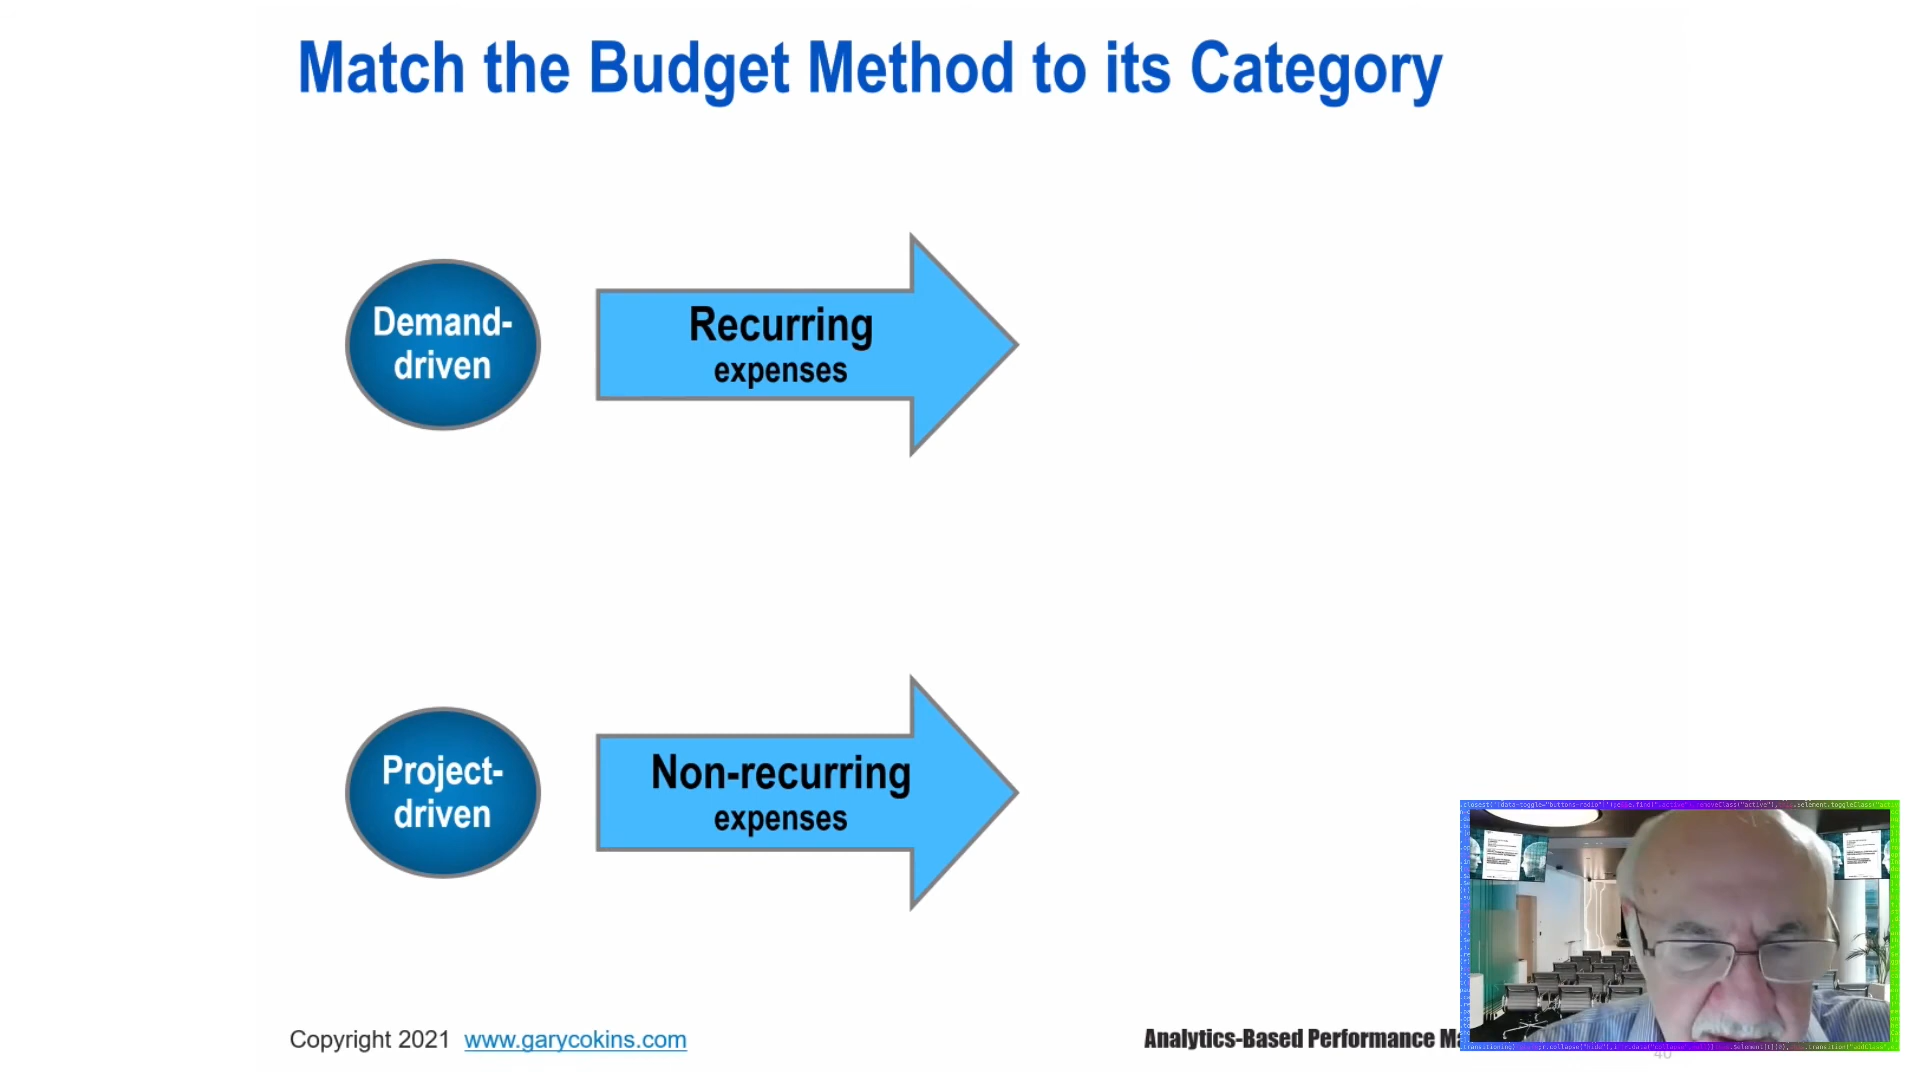 Match the Budget Method to its Category
Demand-
driven
Recurring
expenses
Project-
driven
Non-recurring
expenses
Copyright 2021 www.garycokins.com
Analytics-Based Performance
40